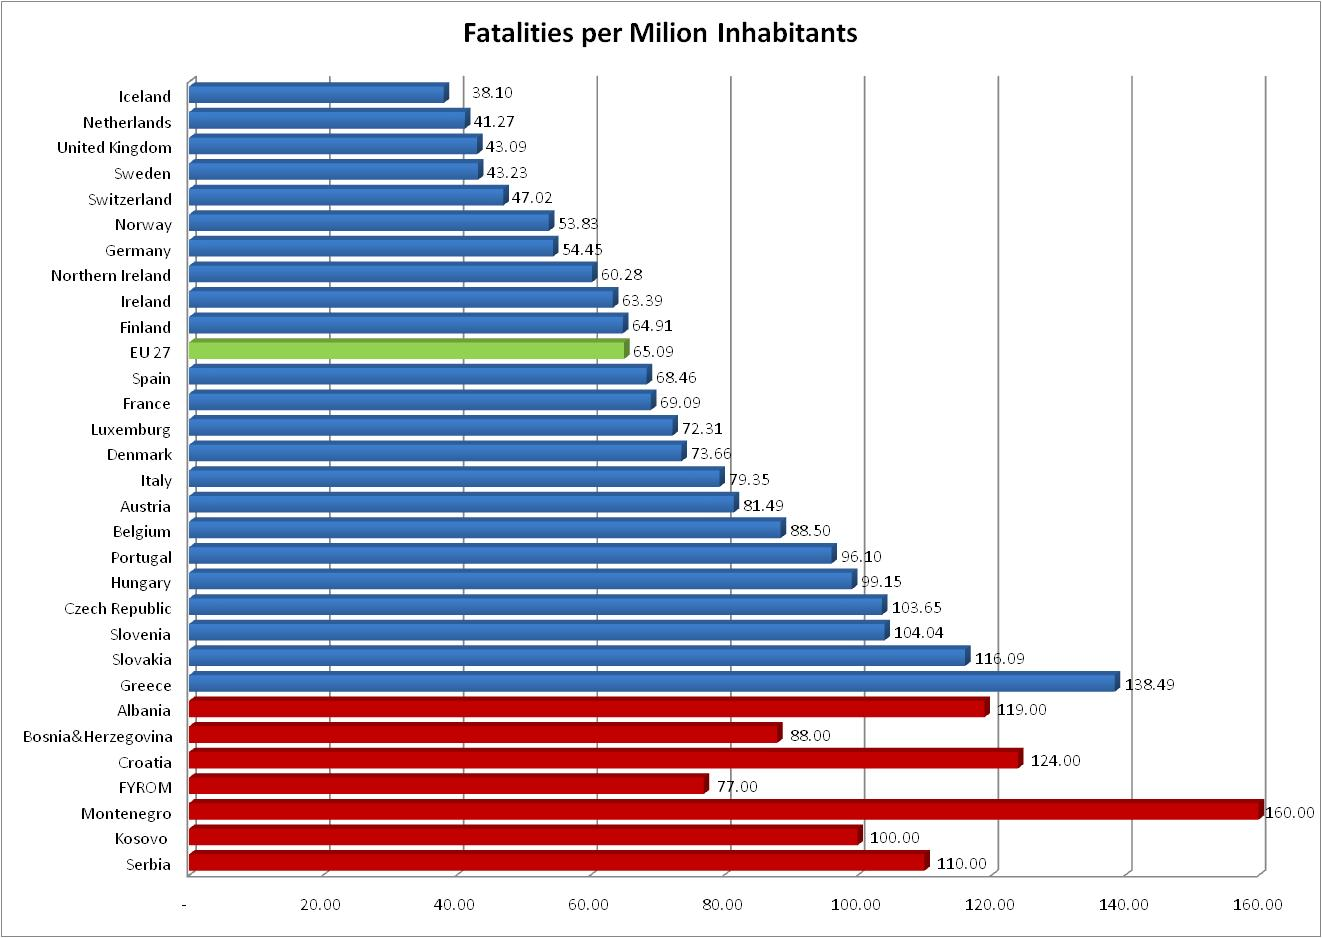 Fatalities per Milion Inhabitants
Iceland 38.10
Netherlands 41.27
United Kingdom 43.09
Sweden 43.23
Switzerland 47.02
Norway 53.83
Germany 54.45
Northern Ireland 60.28
Ireland 63.39
Finland 64.91
EU 27 65.09
Spain 68.46
France 69.09
Luxemburg 72.31
Denmark 73.66
Italy 79.35
Austria 81.49
Belgium 88.50
Portugal 96.10
Hungary 99.15
Czech Republic 103.65
Slovenia 104.04
Slovakia 116.09
Greece 138.49
Albania 119.00
Bosnia&Herzegovina 88.00
Croatia 124.00
FYROM 77.00
Montenegro 160.00
Kosovo 100.00
Serbia 110.00
- 20.00 40.00 60.00 80.00 100.00 120.00 140.00 160.00